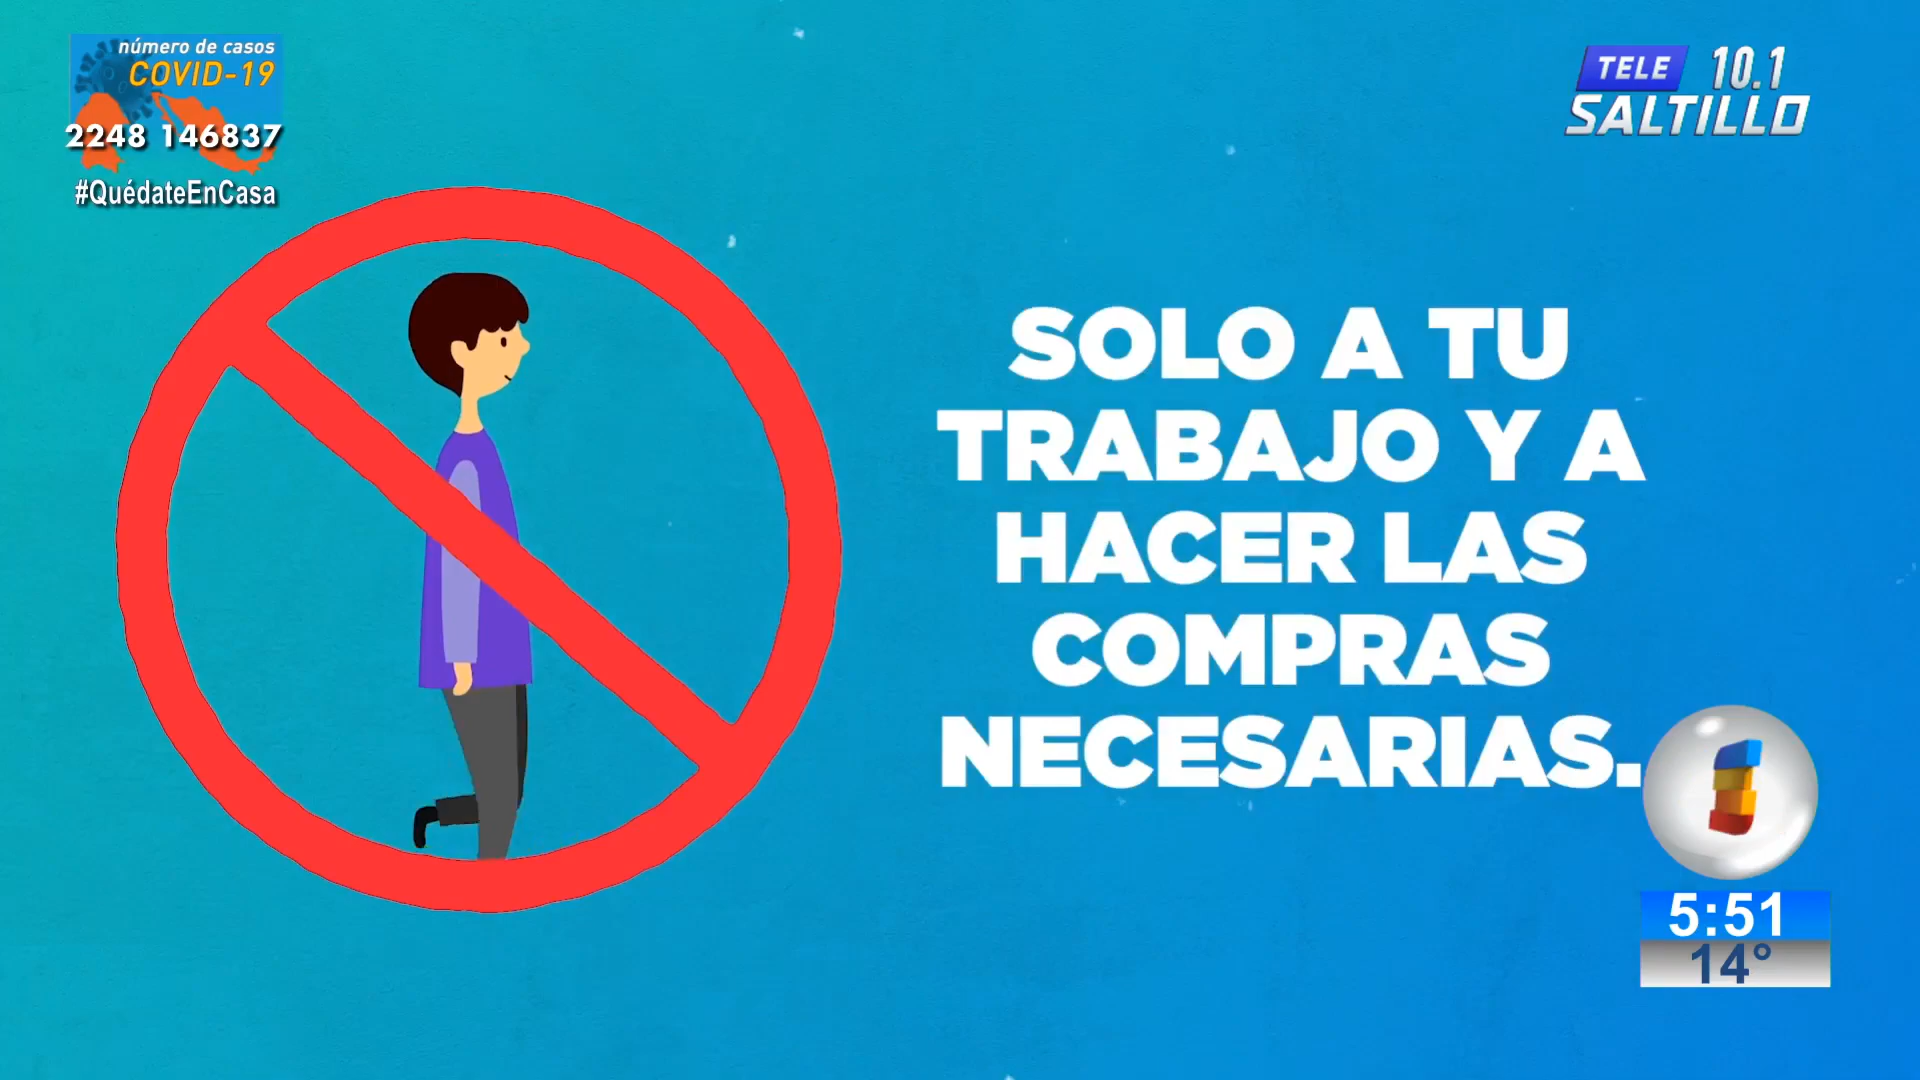 número de casos
COVID-19
2248 146837
#QuédateEnCasa
TELE 10.1
SALTILLO
SOLO A TU
TRABAJO Y A
HACER LAS
COMPRAS
NECESARIAS.
5:51
14°